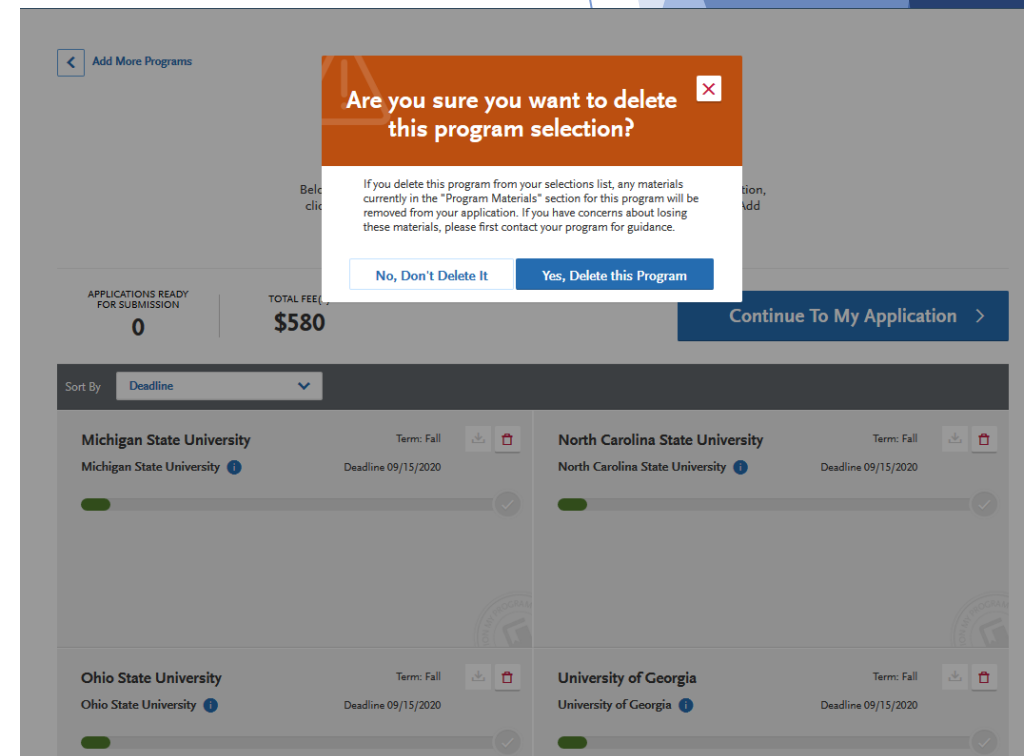 Add More Programs
Are you sure you want to delete
this program selection?
If you delete this program from your selections list, any materials
currently in the "Program Materials" section for this program will be
removed from your application. If you have concerns about losing
these materials, please first contact your program for guidance.
No, Don't Delete It
Yes, Delete this Program
APPLICATIONS READY
FOR SUBMISSION
0
$580
Continue To My Application
Sort By Deadline
Michigan State University Term: Fall
Michigan State University Deadline 09/15/2020
North Carolina State University Term: Fall
North Carolina State University Deadline 09/15/2020
Ohio State University Term: Fall
Ohio State University Deadline 09/15/2020
University of Georgia Term: Fall
University of Georgia Deadline 09/15/2020